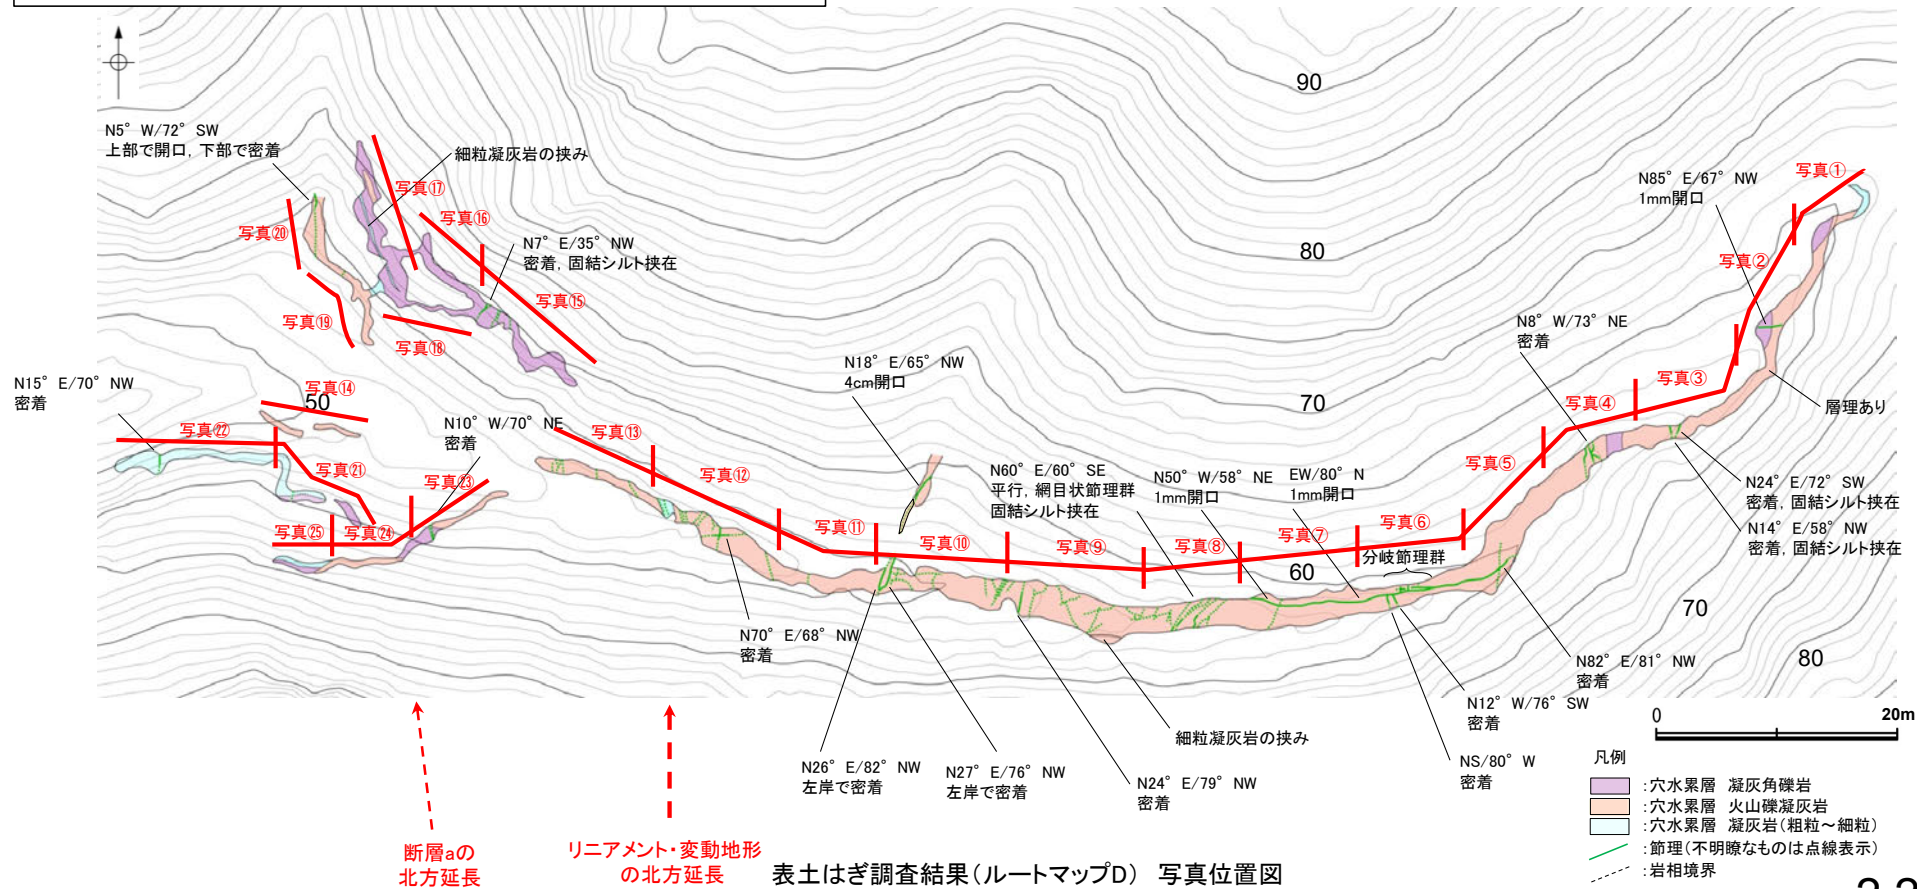 90
写真①
N5° W/72° SW
上部で開口, 下部で密着
細粒凝灰岩の挟み
写真⑰
N85° E/67° NW
1mm開口
写真⑯
写真⑳
80
写真②
N7° E/35° NW
密着, 固結シルト挟在
写真⑮
写真⑲
写真⑱
N8° W/73° NE
密着
N18° E/65° NW
4cm開口
N15° E/70° NW
密着
写真⑭
50
70
写真③
写真④
層理あり
N10° W/70° NE
密着
写真㉒
写真⑬
写真㉑
写真⑫
写真㉓
N60° E/60° SE
平行, 網目状節理群
固結シルト挟在
N50° W/58° NE
1mm開口
EW/80° N
1mm開口
写真⑤
N24° E/72° SW
密着, 固結シルト挟在
N14° E/58° NW
密着, 固結シルト挟在
写真㉕
写真㉔
写真⑪
写真⑩
写真⑨
写真⑧
写真⑦
写真⑥
分岐節理群
60
70
N70° E/68° NW
密着
N82° E/81° NW
密着
80
N12° W/76° SW
密着
細粒凝灰岩の挟み
N26° E/82° NW
左岸で密着
N27° E/76° NW
左岸で密着
N24° E/79° NW
密着
NS/80° W
密着
0
20m
凡例
:穴水累層 凝灰角礫岩
:穴水累層 火山礫凝灰岩
:穴水累層 凝灰岩(粗粒～細粒)
:節理(不明瞭なものは点線表示)
:岩相境界
断層aの
北方延長
リニアメント・変動地形
の北方延長
表土はぎ調査結果(ルートマップD) 写真位置図